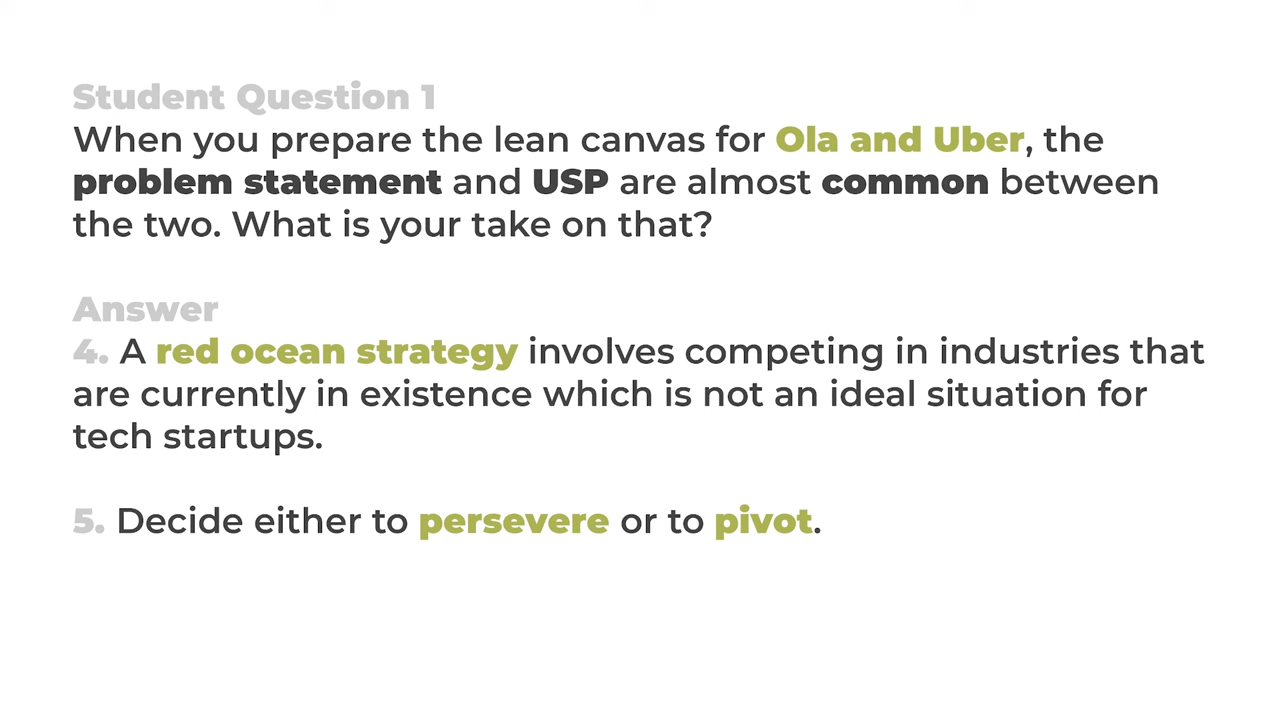 Student Question 1
When you prepare the lean canvas for Ola and Uber, the
problem statement and USP are almost common between
the two. What is your take on that?
Answer
4. A red ocean strategy involves competing in industries that
are currently in existence which is not an ideal situation for
tech startups.
5. Decide either to persevere or to pivot.